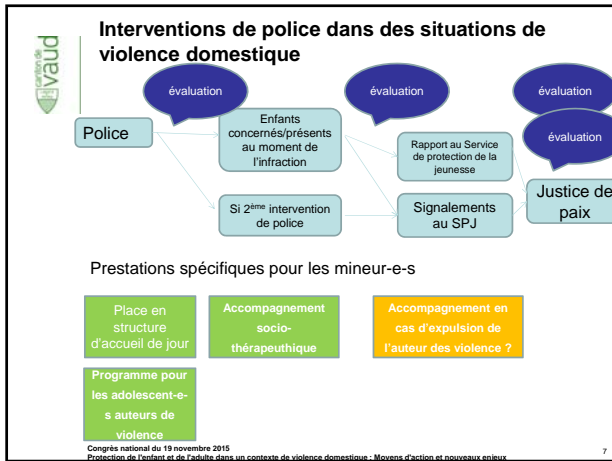 Interventions de police dans des situations de
violence domestique
canton de
vaud
évaluation
évaluation
évaluation
évaluation
Police
Enfants
concernés/présents
au moment de
l'infraction
Rapport au Service
de protection de la
jeunesse
Justice de
paix
Si 2ème intervention
de police
Signalements
au SPJ
Prestations spécifiques pour les mineur-e-s
Place en
structure
d'accueil de jour
Accompagnement
socio-
thérapeuthique
Accompagnement en
cas d'expulsion de
l'auteur des violence ?
Programme pour
les adolescent-e-
s auteurs de
violence
Congrès national du 19 novembre 2015
Protection de l'enfant et de l'adulte dans un contexte de violence domestique : Moyens d'action et nouveaux enjeux
7